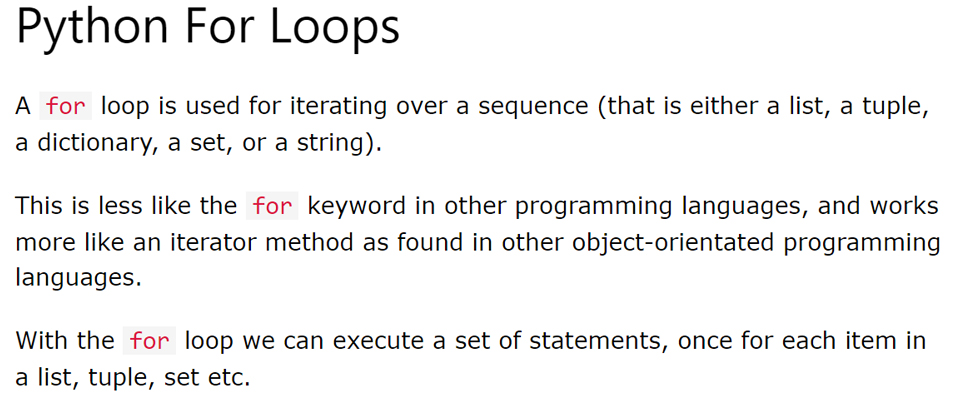 Python For Loops
A for loop is used for iterating over a sequence (that is either a list, a tuple,
a dictionary, a set, or a string).
This is less like the for keyword in other programming languages, and works
more like an iterator method as found in other object-orientated programming
languages.
With the for loop we can execute a set of statements, once for each item in
a list, tuple, set etc.